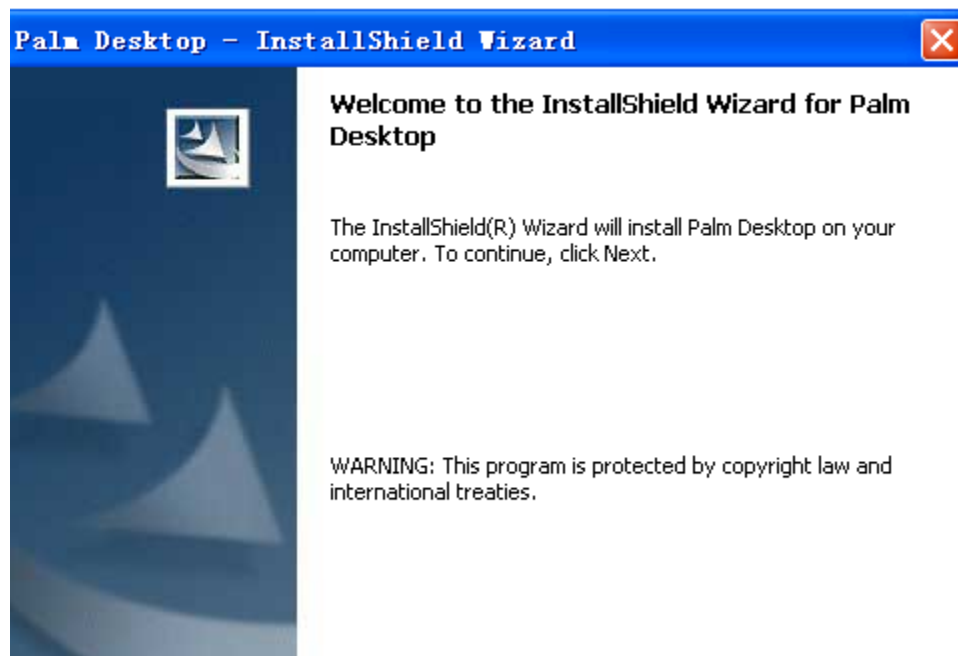 Palm Desktop - InstallShield Wizard
Welcome to the InstallShield Wizard for Palm
Desktop
The InstallShield(R) Wizard will install Palm Desktop on your
computer. To continue, click Next.
WARNING: This program is protected by copyright law and
international treaties.